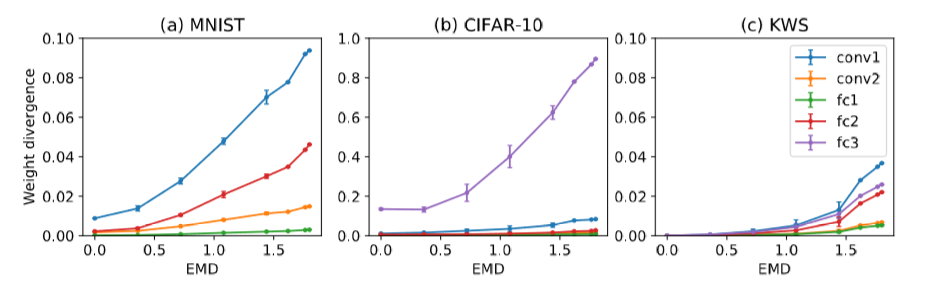 (a) MNIST
(b) CIFAR-10
(c) KWS
Weight divergence
0.10
0.08
0.06
0.04
0.02
0.00
0.0 0.5 1.0 1.5
EMD
1.0
0.8
0.6
0.4
0.2
0.0
0.0 0.5 1.0 1.5
EMD
0.10
0.08
0.06
0.04
0.02
0.00
0.0 0.5 1.0 1.5
EMD
conv1
conv2
fc1
fc2
fc3